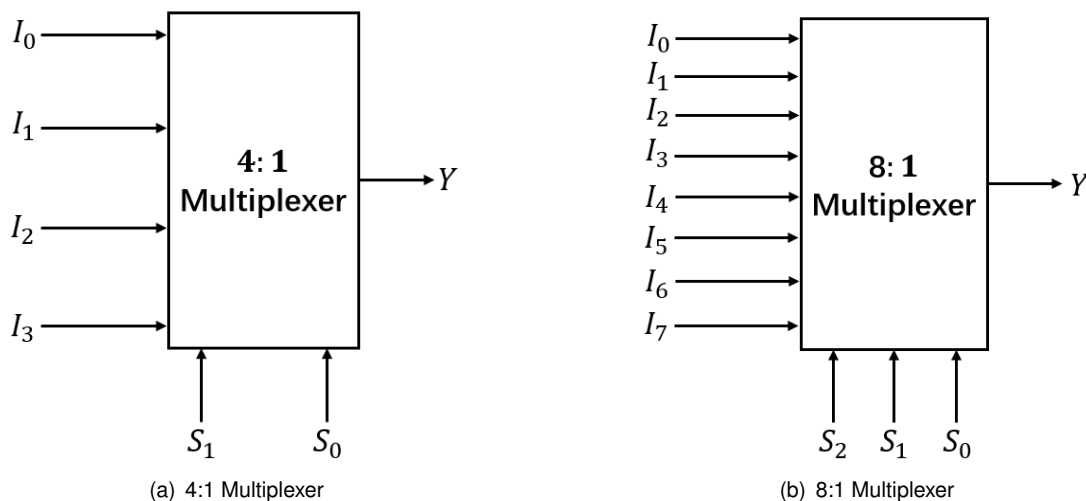 I₀
I₁
I₂
I₃
4: 1
Multiplexer
Y
S₁ S₀
(a) 4:1 Multiplexer
I₀
I₁
I₂
I₃
I₄
I₅
I₆
I₇
8: 1
Multiplexer
Y
S₂ S₁ S₀
(b) 8:1 Multiplexer